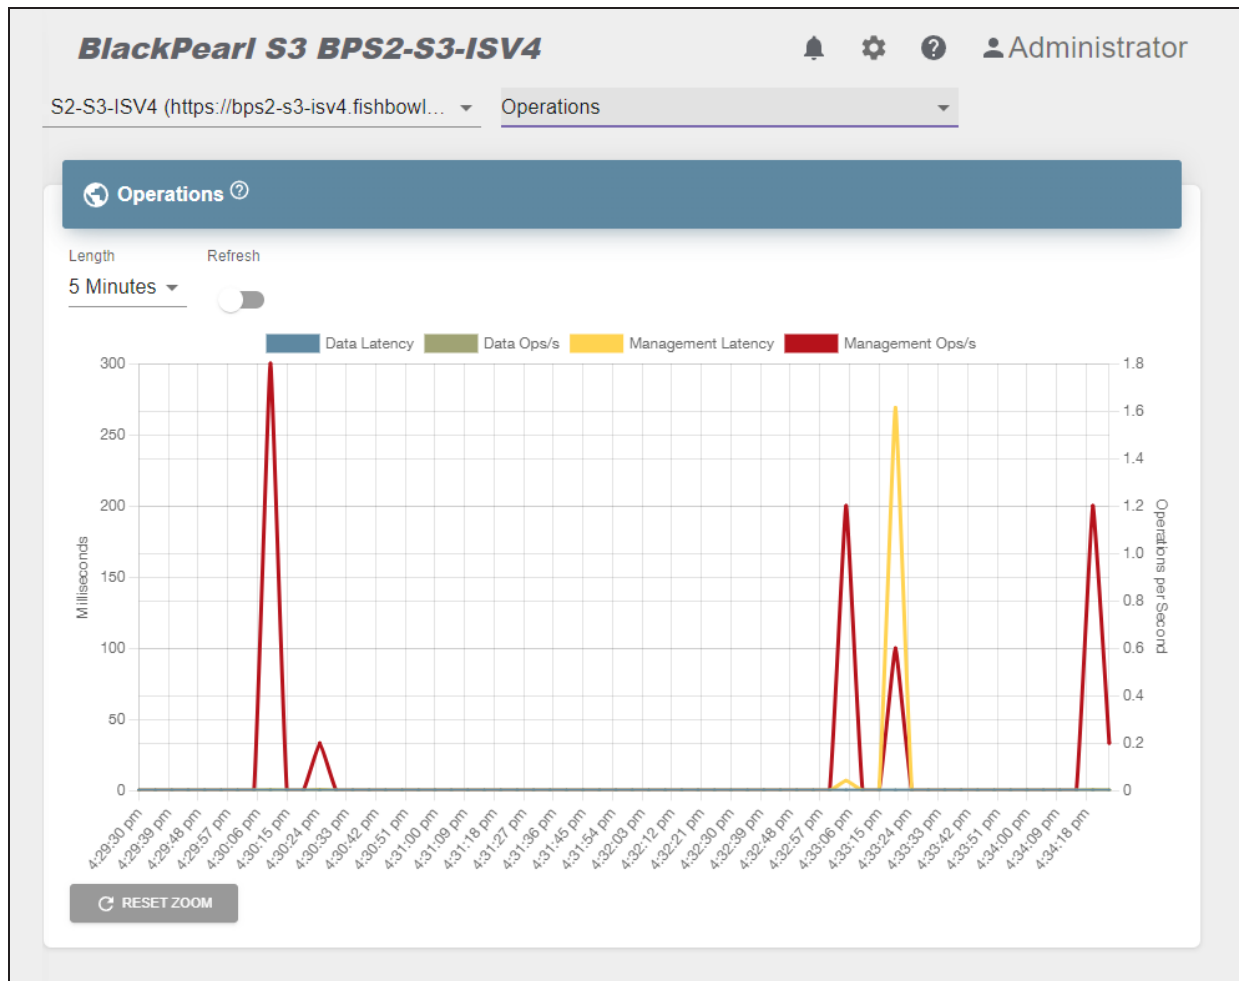 BlackPearl S3 BPS2-S3-ISV4
Administrator
S2-S3-ISV4 (https://bps2-s3-isv4.fishbowl...
Operations
Operations
Length
Refresh
5 Minutes
Data Latency
Data Ops/s
Management Latency
Management Ops/s
300
250
200
150
100
50
0
Milliseconds
1.8
1.6
1.4
1.2
1.0
0.8
0.6
0.4
0.2
0
Operations per Second
4:29:30 pm
4:29:39 pm
4:29:48 pm
4:29:57 pm
4:30:06 pm
4:30:15 pm
4:30:24 pm
4:30:33 pm
4:30:42 pm
4:30:51 pm
4:31:00 pm
4:31:09 pm
4:31:18 pm
4:31:27 pm
4:31:36 pm
4:31:45 pm
4:31:54 pm
4:32:03 pm
4:32:12 pm
4:32:21 pm
4:32:30 pm
4:32:39 pm
4:32:48 pm
4:32:57 pm
4:33:06 pm
4:33:15 pm
4:33:24 pm
4:33:33 pm
4:33:42 pm
4:33:51 pm
4:34:00 pm
4:34:09 pm
4:34:18 pm
RESET ZOOM